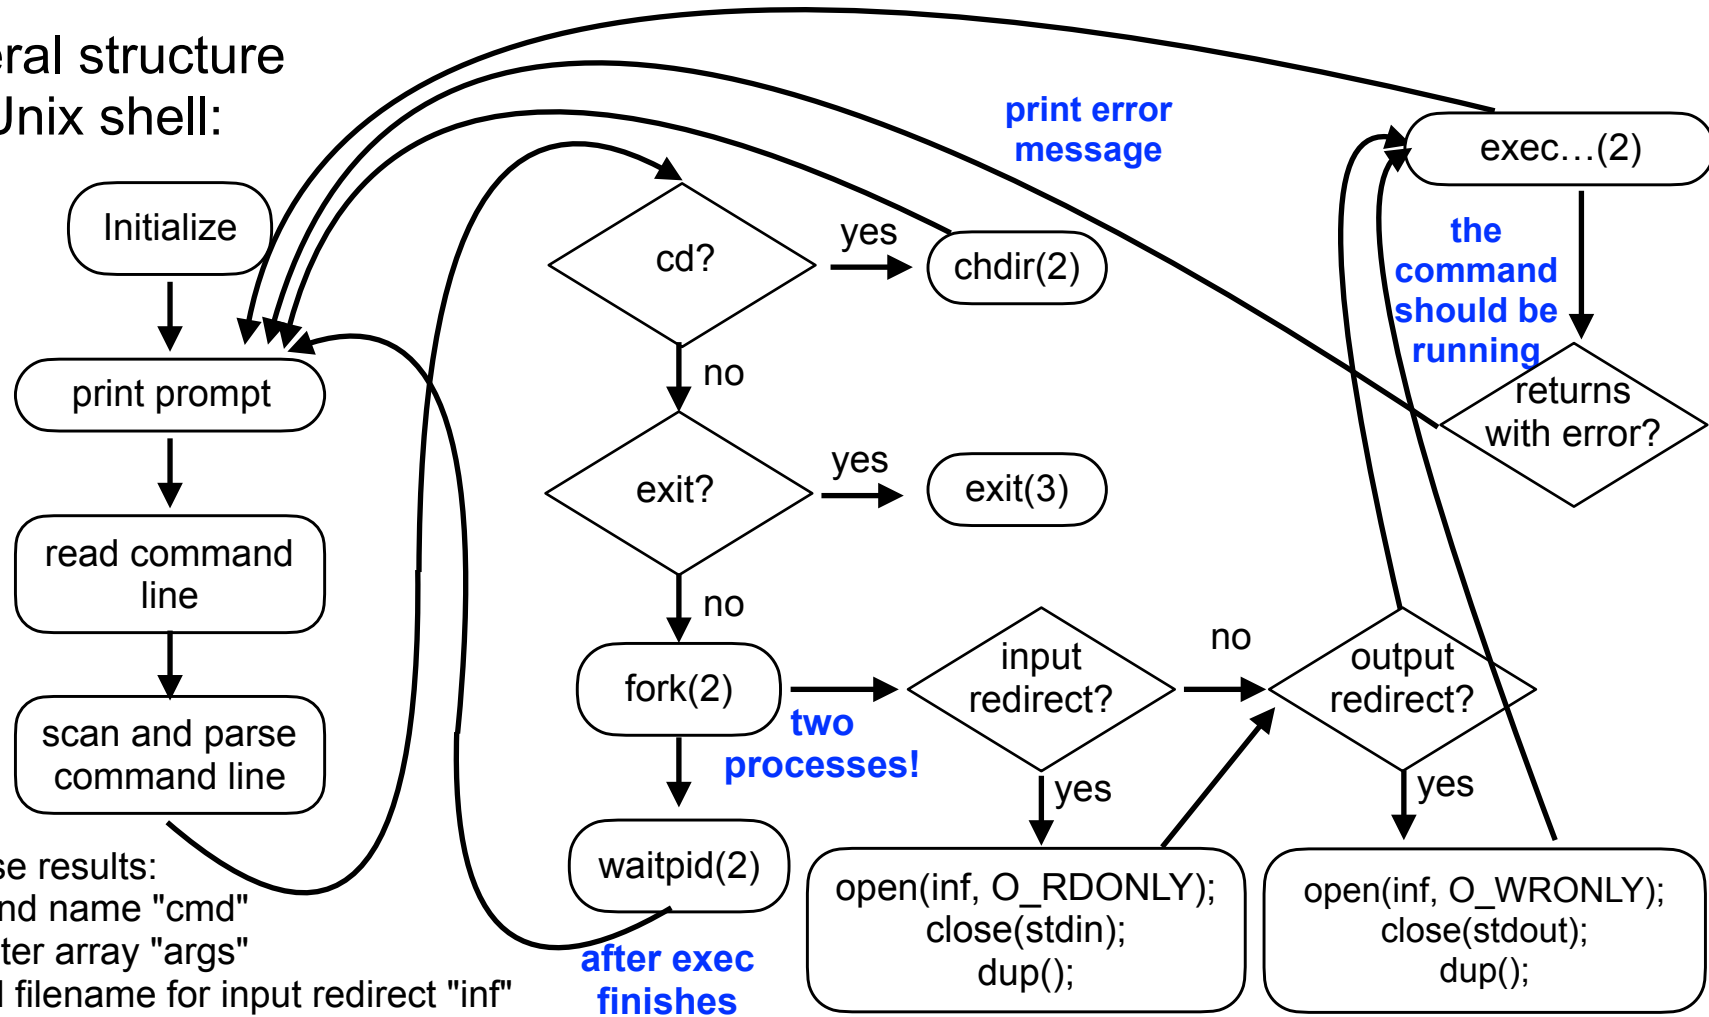 eral structure
Unix shell:
Initialize
print prompt
read command
line
scan and parse
command line
se results:
nd name "cmd"
ter array "args"
l filename for input redirect "inf"
cd?
yes
chdir(2)
no
exit?
yes
exit(3)
no
fork(2)
two
processes!
waitpid(2)
after exec
finishes
input
redirect?
no
yes
open(inf, O_RDONLY);
close(stdin);
dup();
output
redirect?
yes
open(inf, O_WRONLY);
close(stdout);
dup();
print error
message
exec…(2)
the
command
should be
running
returns
with error?